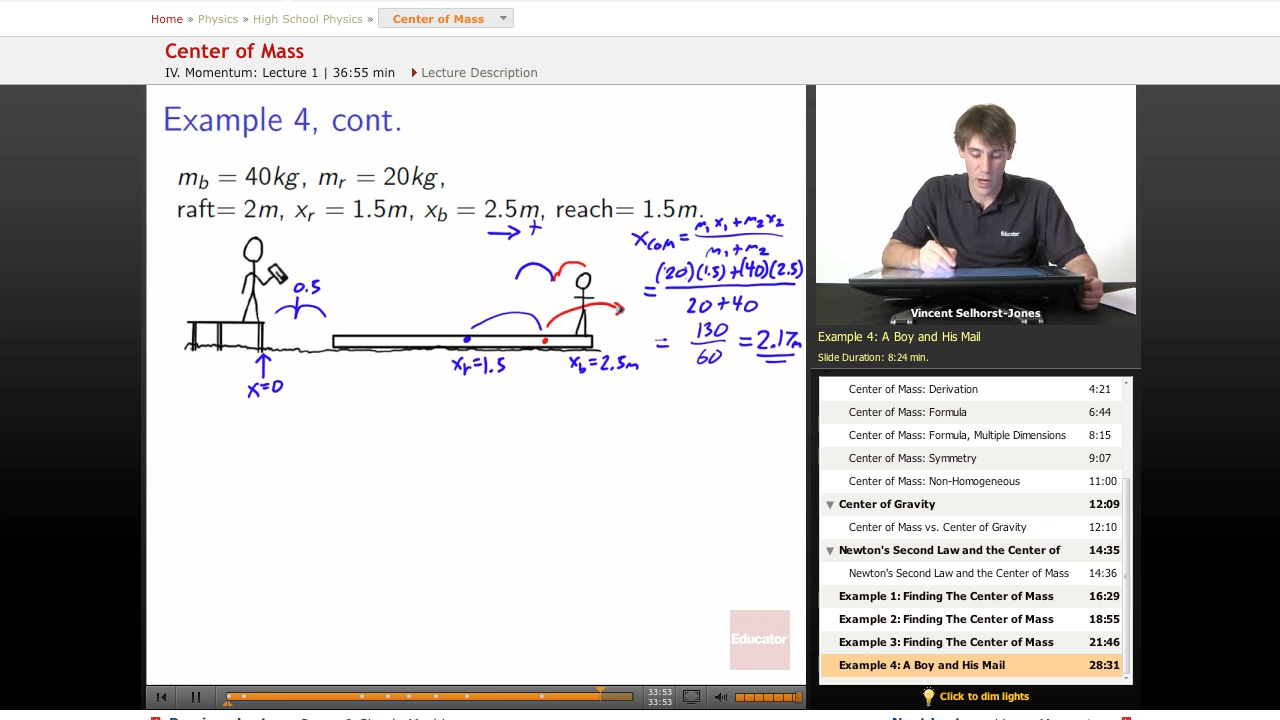 Home » Physics » High School Physics » Center of Mass
Center of Mass
IV. Momentum: Lecture 1 | 36:55 min Lecture Description
Example 4, cont.
m_b = 40kg, m_r = 20kg,
raft= 2m, x_r = 1.5m, x_b = 2.5m, reach= 1.5m.
→ +
x_com = (m₁x₁ + m₂x₂) / (m₁ + m₂)
= ((20)(1.5) + (40)(2.5)) / (20 + 40)
= 130 / 60 = 2.17m
0.5
x=0
x_r=1.5
x_b=2.5m
Educator
33:53
33:53
Educator
Vincent Selhorst-Jones
Example 4: A Boy and His Mail
Slide Duration: 8:24 min.
Center of Mass: Derivation 4:21
Center of Mass: Formula 6:44
Center of Mass: Formula, Multiple Dimensions 8:15
Center of Mass: Symmetry 9:07
Center of Mass: Non-Homogeneous 11:00
Center of Gravity 12:09
Center of Mass vs. Center of Gravity 12:10
Newton's Second Law and the Center of 14:35
Newton's Second Law and the Center of Mass 14:36
Example 1: Finding The Center of Mass 16:29
Example 2: Finding The Center of Mass 18:55
Example 3: Finding The Center of Mass 21:46
Example 4: A Boy and His Mail 28:31
Click to dim lights